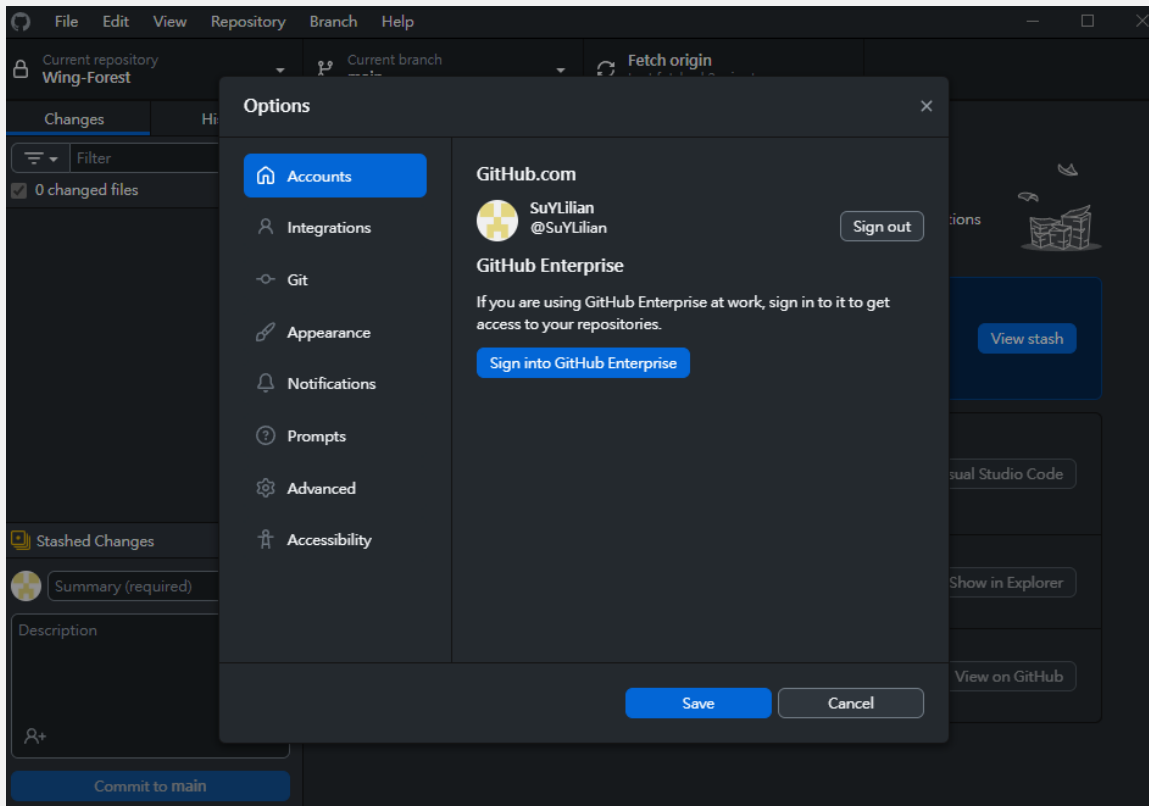 File Edit View Repository Branch Help
Current repository
Wing-Forest
Current branch
Fetch origin
Changes
Filter
0 changed files
Options
Accounts
Integrations
Git
Appearance
Notifications
Prompts
Advanced
Accessibility
GitHub.com
SuYLilian
@SuYLilian
Sign out
GitHub Enterprise
If you are using GitHub Enterprise at work, sign in to it to get
access to your repositories.
Sign into GitHub Enterprise
Save
Cancel
View stash
Studio Code
Show in Explorer
View on GitHub
Stashed Changes
Summary (required)
Description
Commit to main